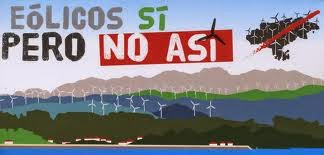 EÓLICOS SÍ
PERO NO ASÍ